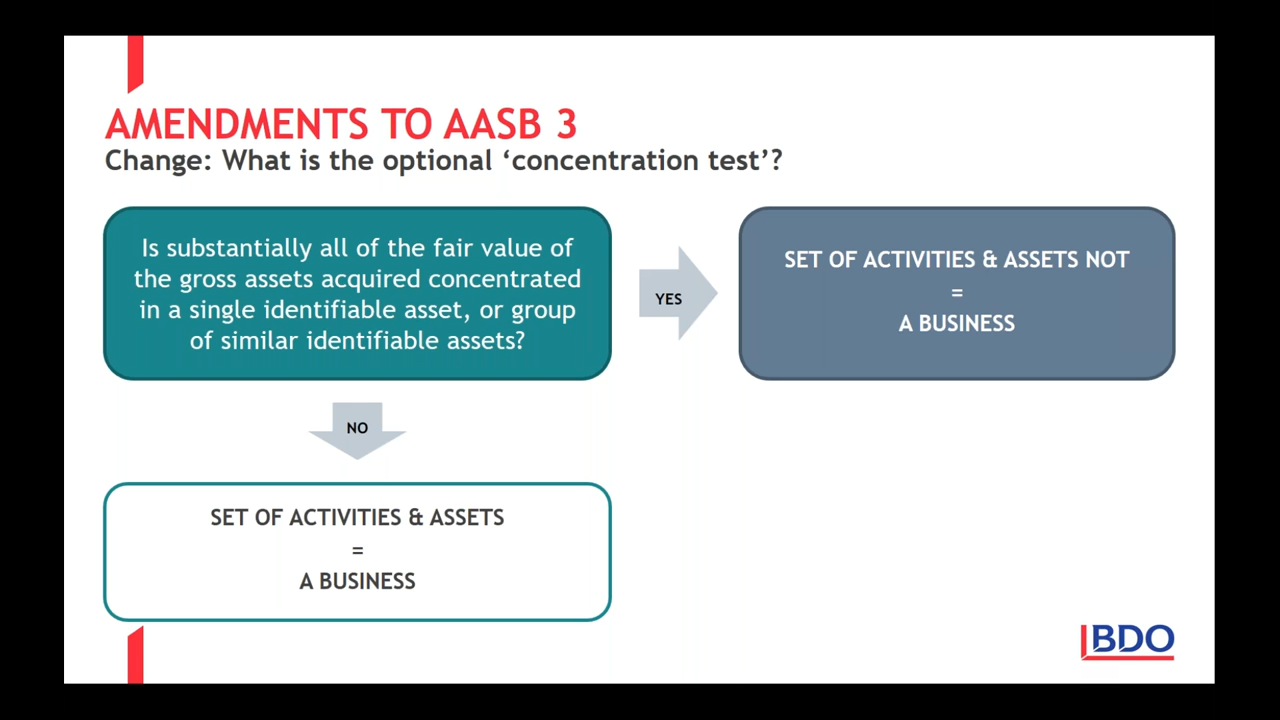 AMENDMENTS TO AASB 3
Change: What is the optional ‘concentration test’?
Is substantially all of the fair value of
the gross assets acquired concentrated
in a single identifiable asset, or group
of similar identifiable assets?
YES
SET OF ACTIVITIES & ASSETS NOT
=
A BUSINESS
NO
SET OF ACTIVITIES & ASSETS
=
A BUSINESS
BDO